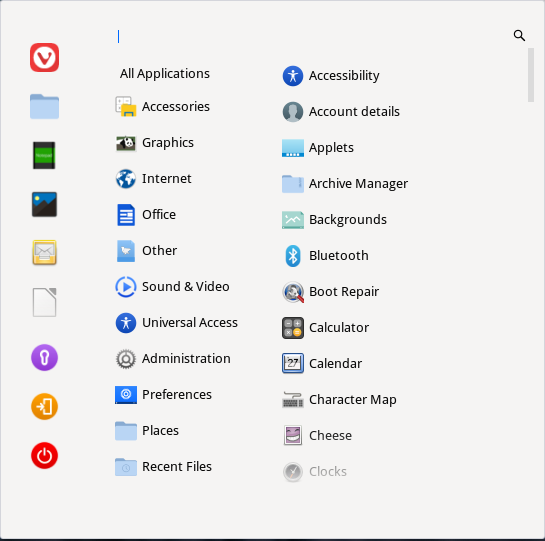 All Applications
Accessories
Graphics
Internet
Office
Other
Sound & Video
Universal Access
Administration
Preferences
Places
Recent Files
Accessibility
Account details
Applets
Archive Manager
Backgrounds
Bluetooth
Boot Repair
Calculator
27
Calendar
Character Map
Cheese
Clocks